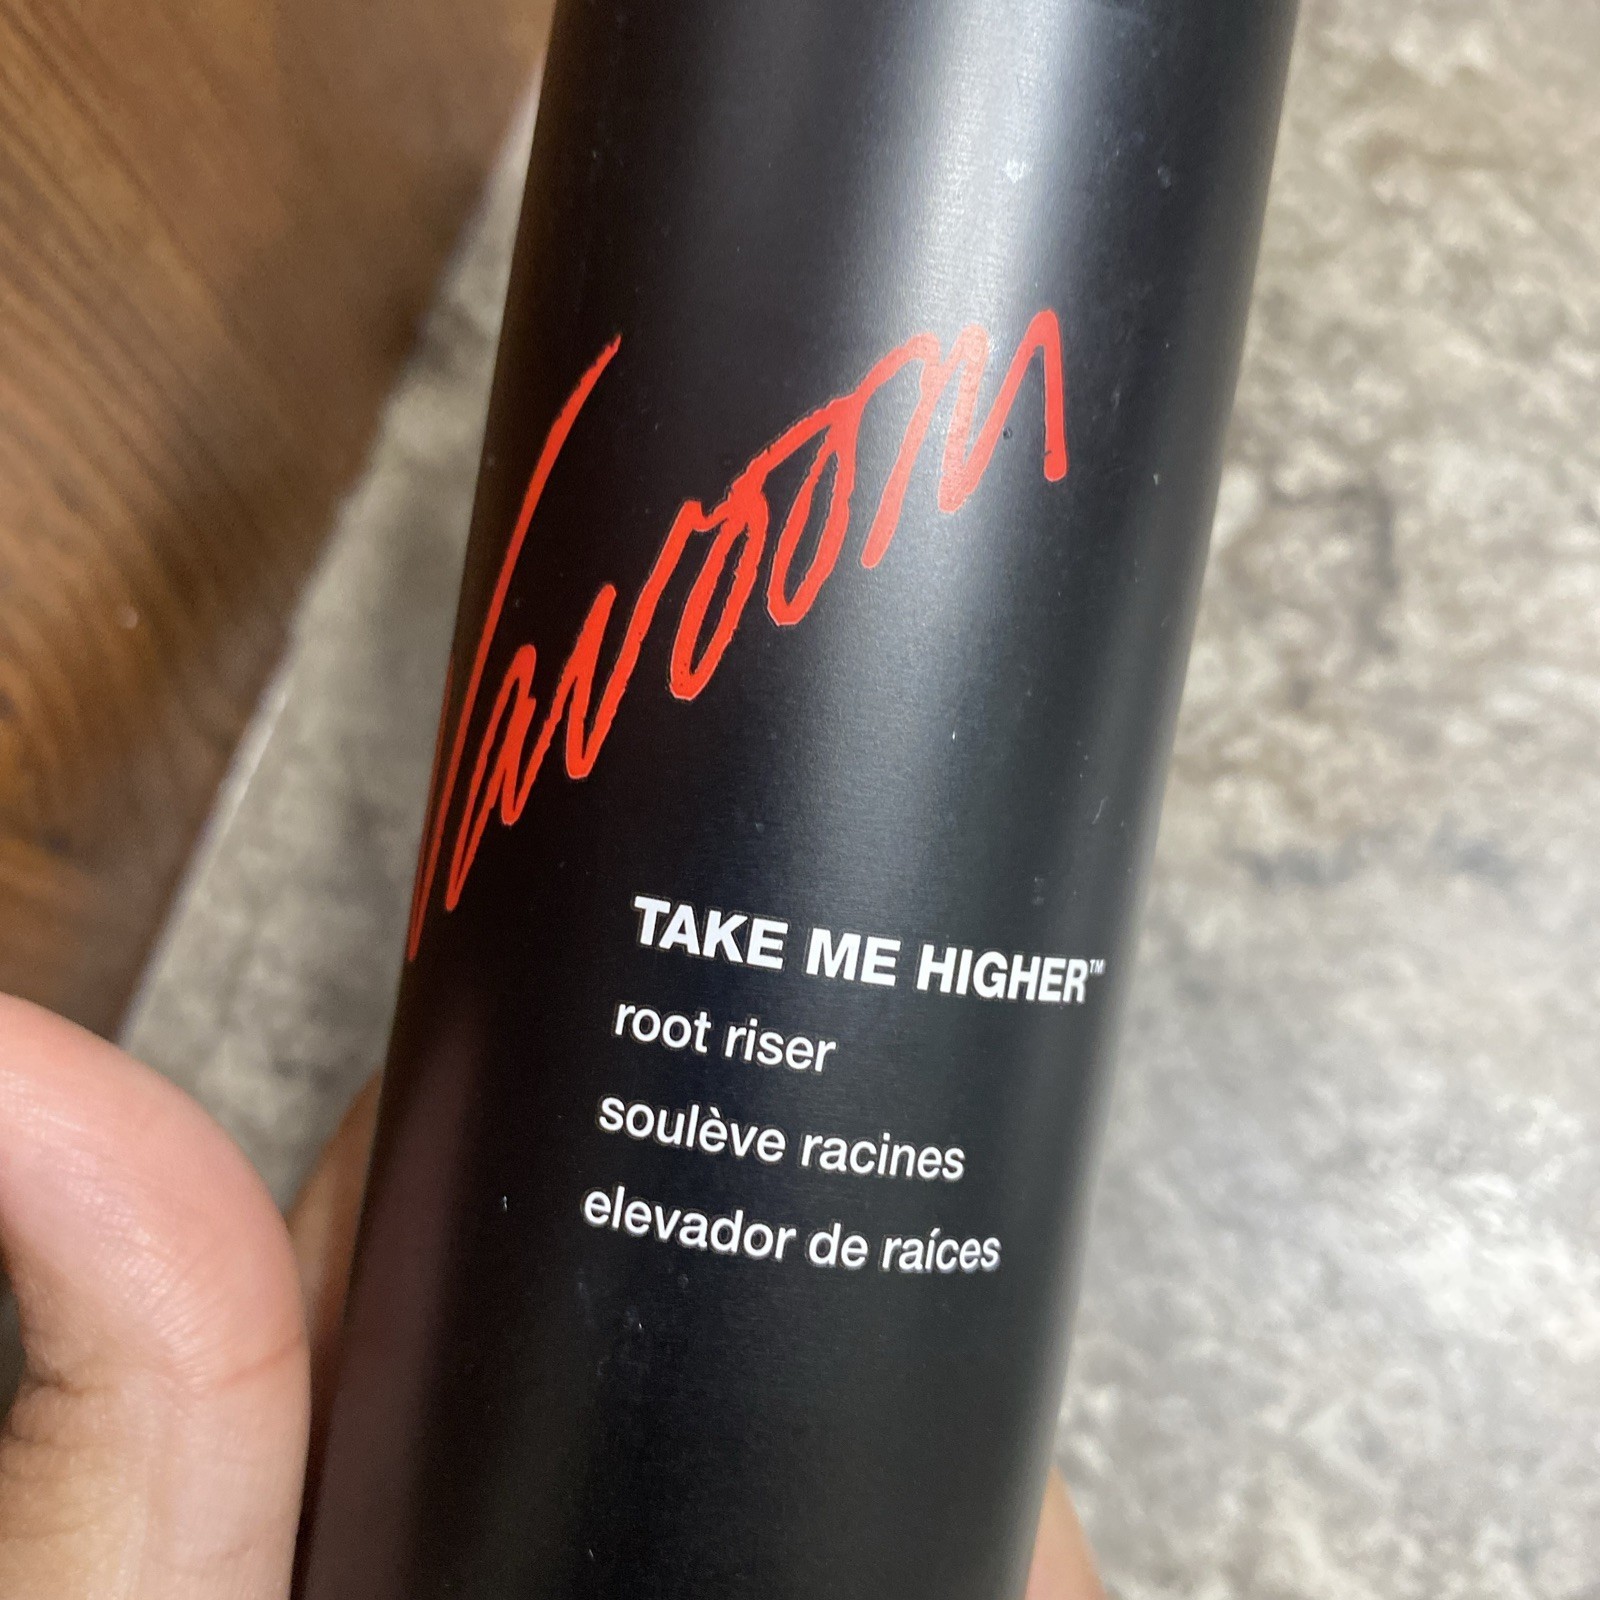 Vavoom
TAKE ME HIGHER™
root riser
soulève racines
elevador de raíces